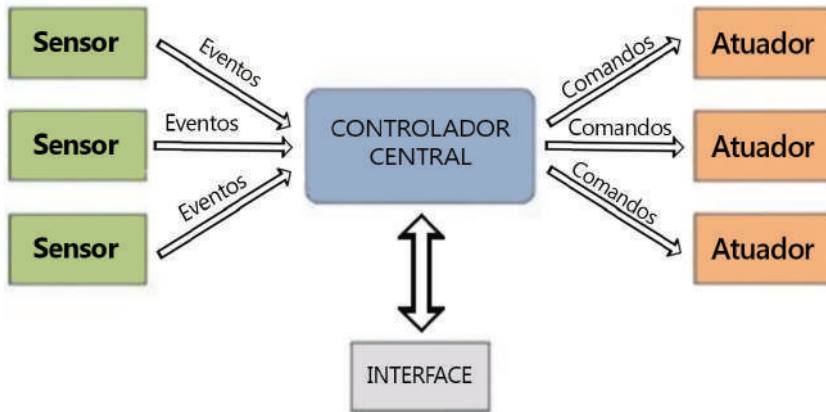 Sensor
Eventos
Comandos
Atuador
Sensor
Eventos
CONTROLADOR
CENTRAL
Comandos
Atuador
Sensor
Eventos
Comandos
Atuador
INTERFACE